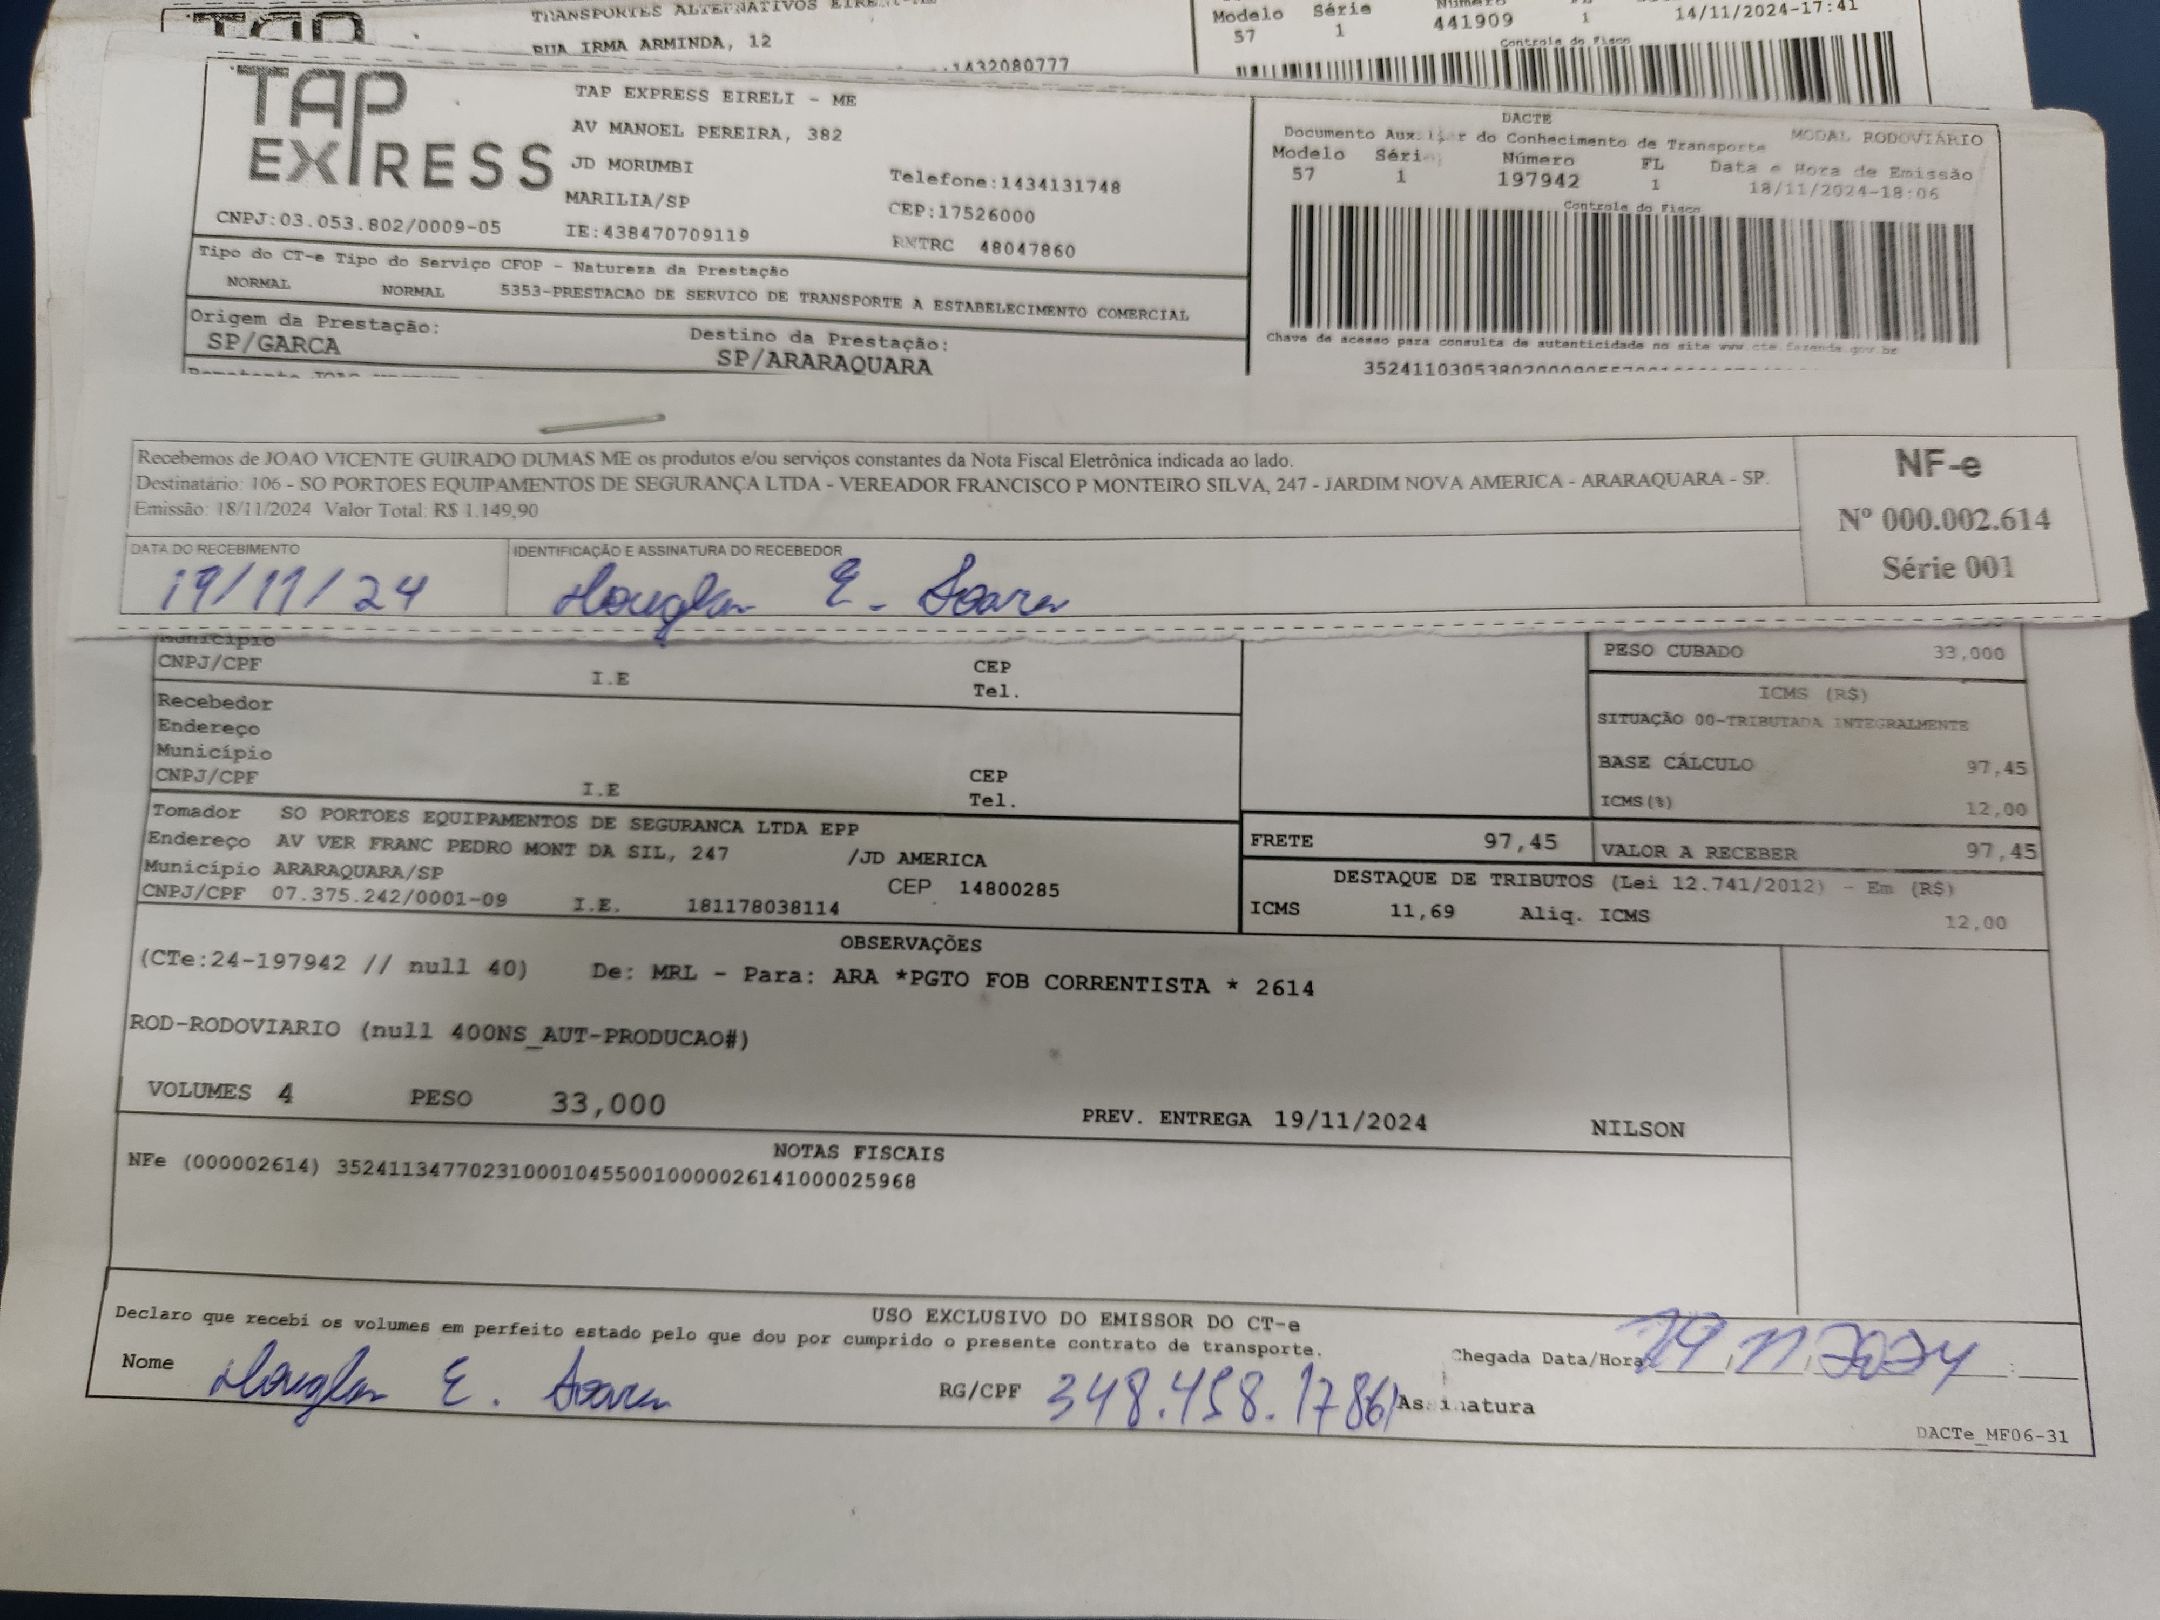 TRANSPORTES ALTERNATIVOS EIRELI-ME
RUA IRMA ARMINDA, 12
1432080777
Modelo Série Número FL
57 1 441909 1 14/11/2024-17:41
Controle do Fisco
TAP EXPRESS
CNPJ:03.053.802/0009-05
TAP EXPRESS EIRELI - ME
AV MANOEL PEREIRA, 382
JD MORUMBI
MARILIA/SP
IE:438470709119
Telefone:1434131748
CEP:17526000
RNTRC 48047860
DACTE
Documento Auxiliar do Conhecimento de Transporte MODAL RODOVIÁRIO
Modelo Série Número FL Data e Hora de Emissão
57 1 197942 1 18/11/2024-18:06
Controle do Fisco
Chave de acesso para consulta de autenticidade no site www.cte.fazenda.gov.br
Tipo do CT-e Tipo do Serviço CFOP - Natureza da Prestação
NORMAL NORMAL 5353-PRESTACAO DE SERVICO DE TRANSPORTE A ESTABELECIMENTO COMERCIAL
Origem da Prestação: Destino da Prestação:
SP/GARCA SP/ARARAQUARA
Recebemos de JOAO VICENTE GUIRADO DUMAS ME os produtos e/ou serviços constantes da Nota Fiscal Eletrônica indicada ao lado.
Destinatário: 106 - SO PORTOES EQUIPAMENTOS DE SEGURANÇA LTDA - VEREADOR FRANCISCO P MONTEIRO SILVA, 247 - JARDIM NOVA AMERICA - ARARAQUARA - SP.
Emissão: 18/11/2024 Valor Total: R$ 1.149,90
NF-e
Nº 000.002.614
Série 001
DATA DO RECEBIMENTO IDENTIFICAÇÃO E ASSINATURA DO RECEBEDOR
19/11/24 Douglas E. Soares
Município
CNPJ/CPF I.E CEP
Tel.
Recebedor
Endereço
Município
CNPJ/CPF I.E CEP
Tel.
PESO CUBADO 33,000
ICMS (R$)
SITUAÇÃO 00-TRIBUTADA INTEGRALMENTE
BASE CÁLCULO 97,45
ICMS(%) 12,00
Tomador SO PORTOES EQUIPAMENTOS DE SEGURANCA LTDA EPP
Endereço AV VER FRANC PEDRO MONT DA SIL, 247 /JD AMERICA
Município ARARAQUARA/SP CEP 14800285
CNPJ/CPF 07.375.242/0001-09 I.E. 181178038114
FRETE 97,45 VALOR A RECEBER 97,45
DESTAQUE DE TRIBUTOS (Lei 12.741/2012) - Em (R$)
ICMS 11,69 Aliq. ICMS 12,00
OBSERVAÇÕES
(CTe:24-197942 // null 40) De: MRL - Para: ARA *PGTO FOB CORRENTISTA * 2614
ROD-RODOVIARIO (null 400NS_AUT-PRODUCAO#)
VOLUMES 4 PESO 33,000 PREV. ENTREGA 19/11/2024 NILSON
NOTAS FISCAIS
NFe (000002614) 35241134770231000104550010000026141000025968
USO EXCLUSIVO DO EMISSOR DO CT-e
Declaro que recebi os volumes em perfeito estado pelo que dou por cumprido o presente contrato de transporte.
Chegada Data/Hora 19/11/2024 :
Nome Douglas E. Soares RG/CPF 348.458.17861 Assinatura
DACTe_MF06-31